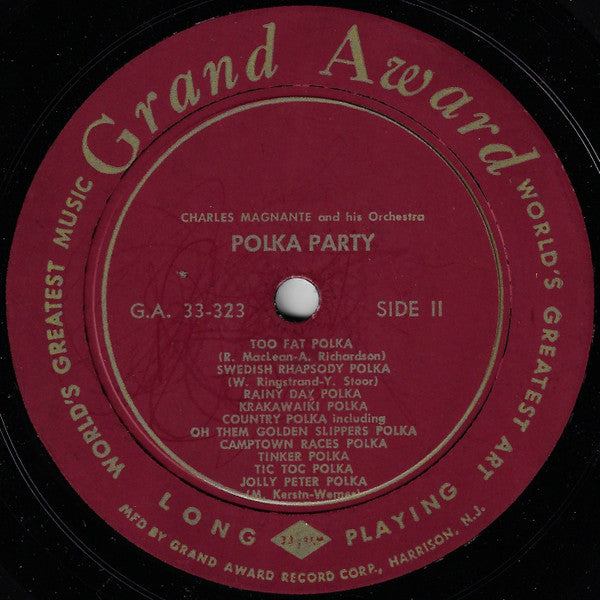 Grand Award
WORLD'S GREATEST MUSIC
WORLD'S GREATEST ART
CHARLES MAGNANTE and his Orchestra
POLKA PARTY
G.A. 33-323
SIDE II
TOO FAT POLKA
(R. MacLean-A. Richardson)
SWEDISH RHAPSODY POLKA
(W. Ringstrand-Y. Stoor)
RAINY DAY POLKA
KRAKAWAIKI POLKA
COUNTRY POLKA including
OH THEM GOLDEN SLIPPERS POLKA
CAMPTOWN RACES POLKA
TINKER POLKA
TIC TOC POLKA
JOLLY PETER POLKA
(M. Kerstn-Werner)
LONG PLAYING
MFD BY GRAND AWARD RECORD CORP., HARRISON, N.J.